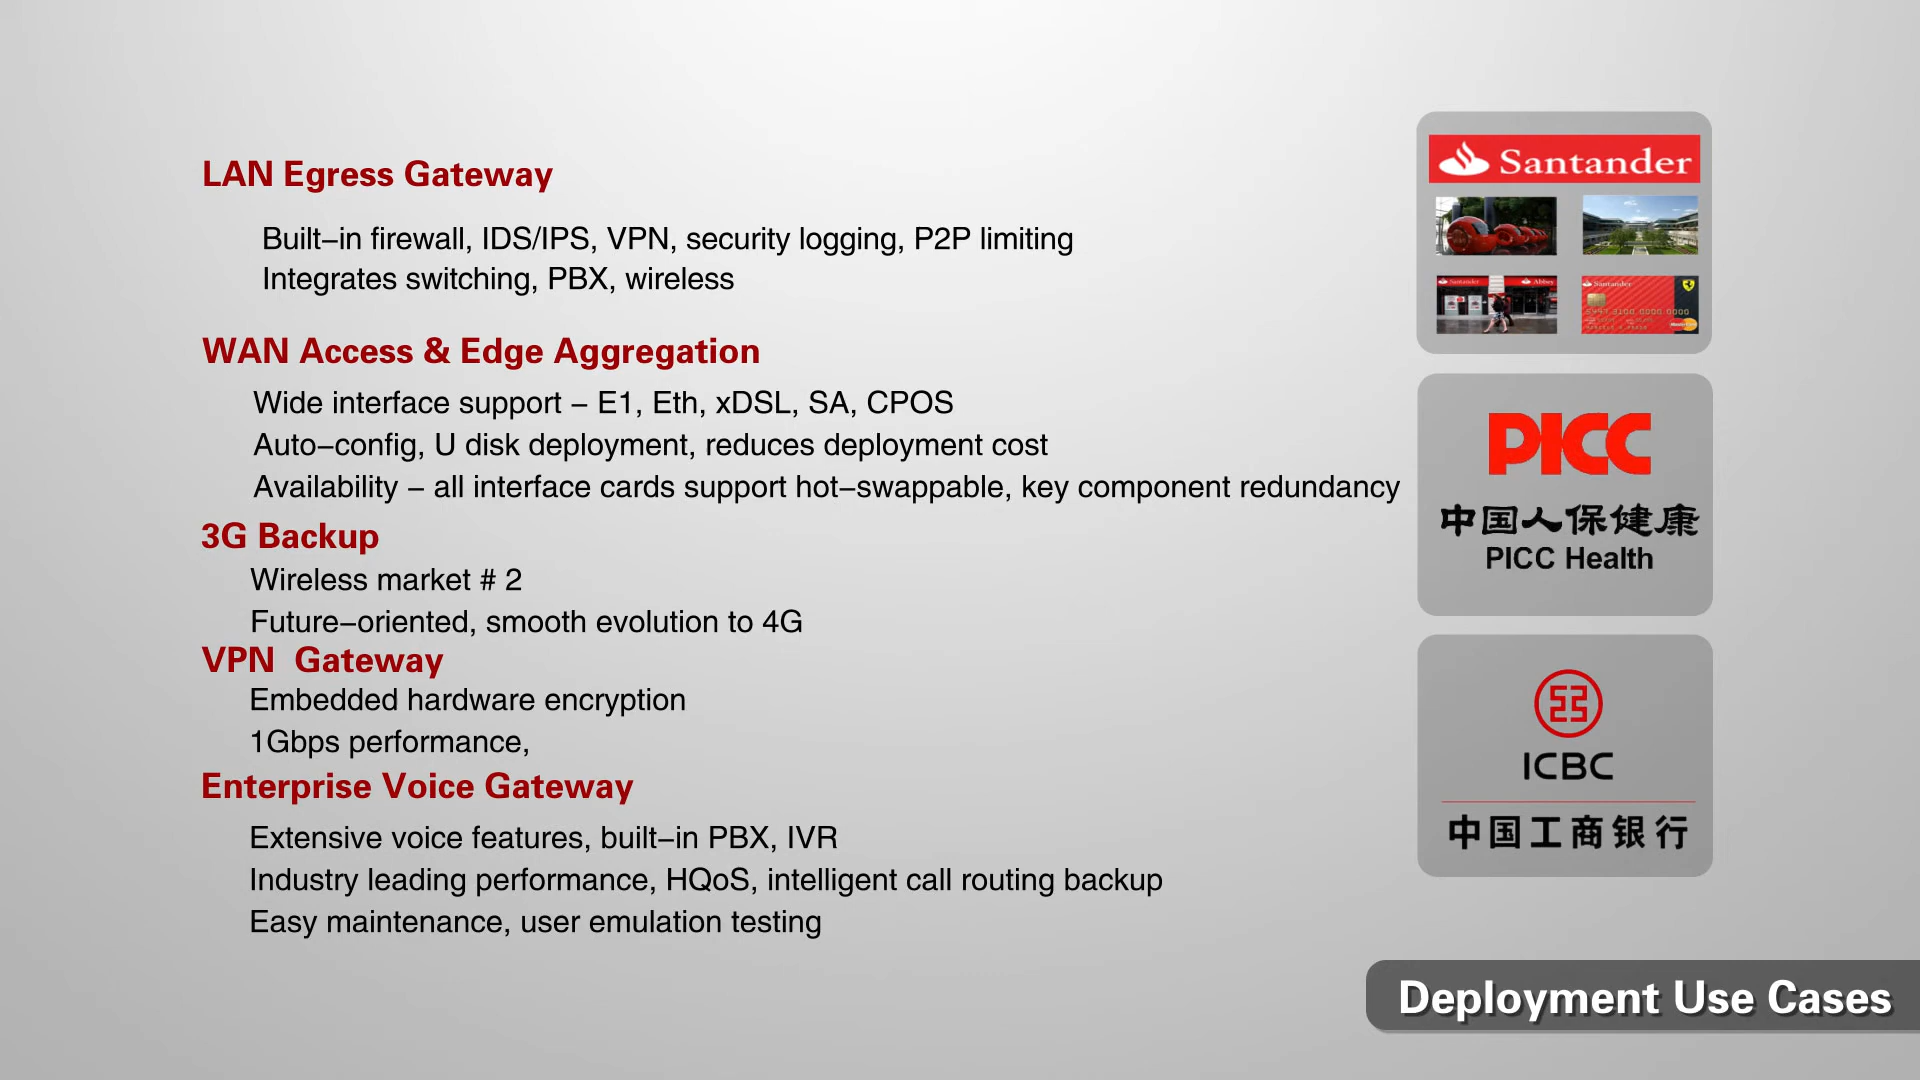 LAN Egress Gateway
Built–in firewall, IDS/IPS, VPN, security logging, P2P limiting
Integrates switching, PBX, wireless
WAN Access & Edge Aggregation
Wide interface support – E1, Eth, xDSL, SA, CPOS
Auto–config, U disk deployment, reduces deployment cost
Availability – all interface cards support hot–swappable, key component redundancy
3G Backup
Wireless market # 2
Future–oriented, smooth evolution to 4G
VPN Gateway
Embedded hardware encryption
1Gbps performance,
Enterprise Voice Gateway
Extensive voice features, built–in PBX, IVR
Industry leading performance, HQoS, intelligent call routing backup
Easy maintenance, user emulation testing
Santander
Santander
Abbey
Santander
PICC
中国人保健康
PICC Health
ICBC
中国工商银行
Deployment Use Cases